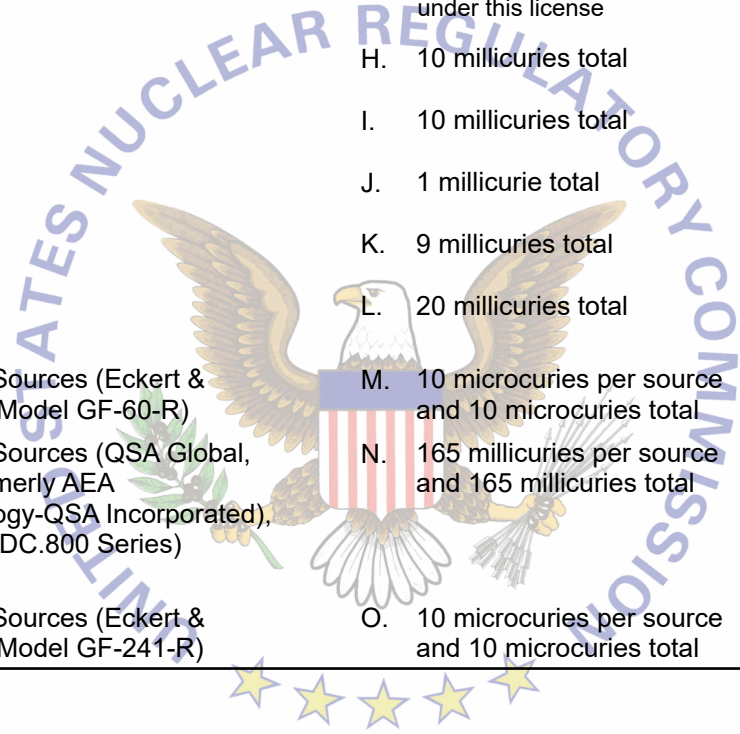 under this license
H. 10 millicuries total
I. 10 millicuries total
J. 1 millicurie total
K. 9 millicuries total
L. 20 millicuries total
Sources (Eckert & M. 10 microcuries per source
Model GF-60-R) and 10 microcuries total
Sources (QSA Global, N. 165 millicuries per source
merly AEA and 165 millicuries total
ogy-QSA Incorporated),
DC.800 Series)
Sources (Eckert & O. 10 microcuries per source
Model GF-241-R) and 10 microcuries total
UNITED STATES NUCLEAR REGULATORY COMMISSION